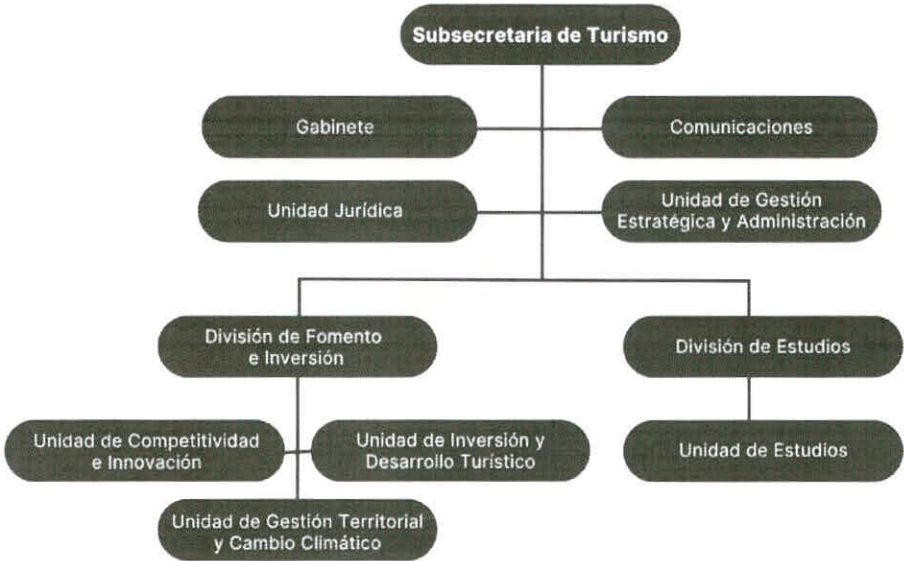 Subsecretaria de Turismo
Gabinete
Comunicaciones
Unidad Jurídica
Unidad de Gestión
Estratégica y Administración
División de Fomento
e Inversión
División de Estudios
Unidad de Competitividad
e Innovación
Unidad de Inversión y
Desarrollo Turístico
Unidad de Estudios
Unidad de Gestión Territorial
y Cambio Climático